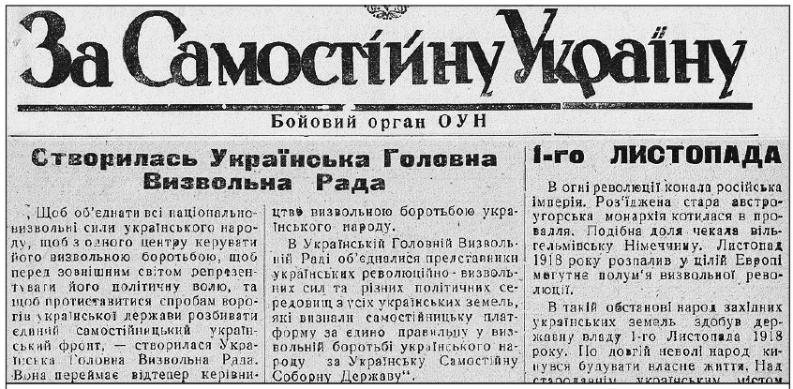 За Самостійну Україну
Бойовий орган ОУН
Створилась Українська Головна
Визвольна Рада
„Щоб об'єднати всі національно-
визвольні сили українського наро-
ду, щоб з одного центру керувати
його визвольною боротьбою, щоб
перед зовнішним світом репрезен-
тувати його політичну волю, та
щоб протиставитися спробам воро-
гів української держави розбивати
єдиний самостійницький україн-
ський фронт, — створилася Укра-
їнська Головна Визвольна Рада.
Вона переймає відтепер керівни-
цтво визвольною боротьбою укра-
їнського народу.
В Українській Головній Визволь-
ній Раді об'єдналися представники
українських революційно-визволь-
них сил та різних політичних се-
редовищ з усіх українських земель,
які визнали самостійницьку плат-
форму за єдино правильну у виз-
вольній боротьбі українського на-
роду за Українську Самостійну
Соборну Державу“.
1-го ЛИСТОПАДА
В огні революції конала російська
імперія. Роз'їджена стара австро-
угорська монархія котилася в про-
валля. Подібна доля чекала віль-
гельмівську Німеччину. Листопад
1918 року розпалив у цілій Европі
могутнє полум'я визвольної рево-
люції.
В такій обстанові народ західних
українських земель здобув дер-
жавну владу 1-го Листопада 1918
року. По довгій неволі народ ки-
нувся будувати власне життя. Над
стародавнім українським містом